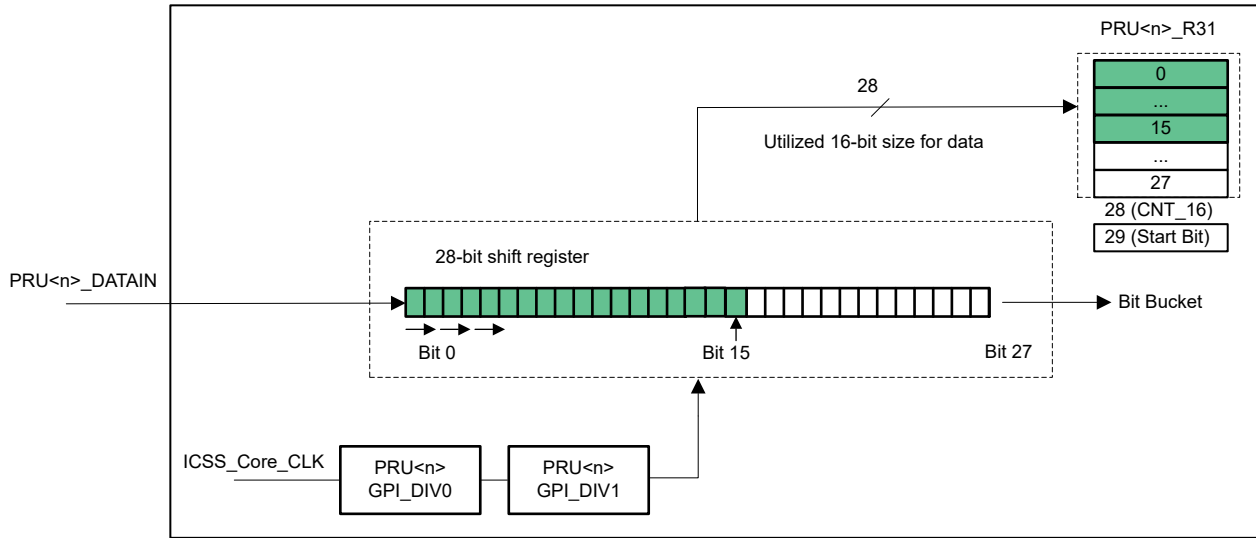 PRU<n>_R31
0
...
15
...
27
28 (CNT_16)
29 (Start Bit)
28
Utilized 16-bit size for data
28-bit shift register
PRU<n>_DATAIN
Bit Bucket
Bit 0
Bit 15
Bit 27
ICSS_Core_CLK
PRU<n>
GPI_DIV0
PRU<n>
GPI_DIV1